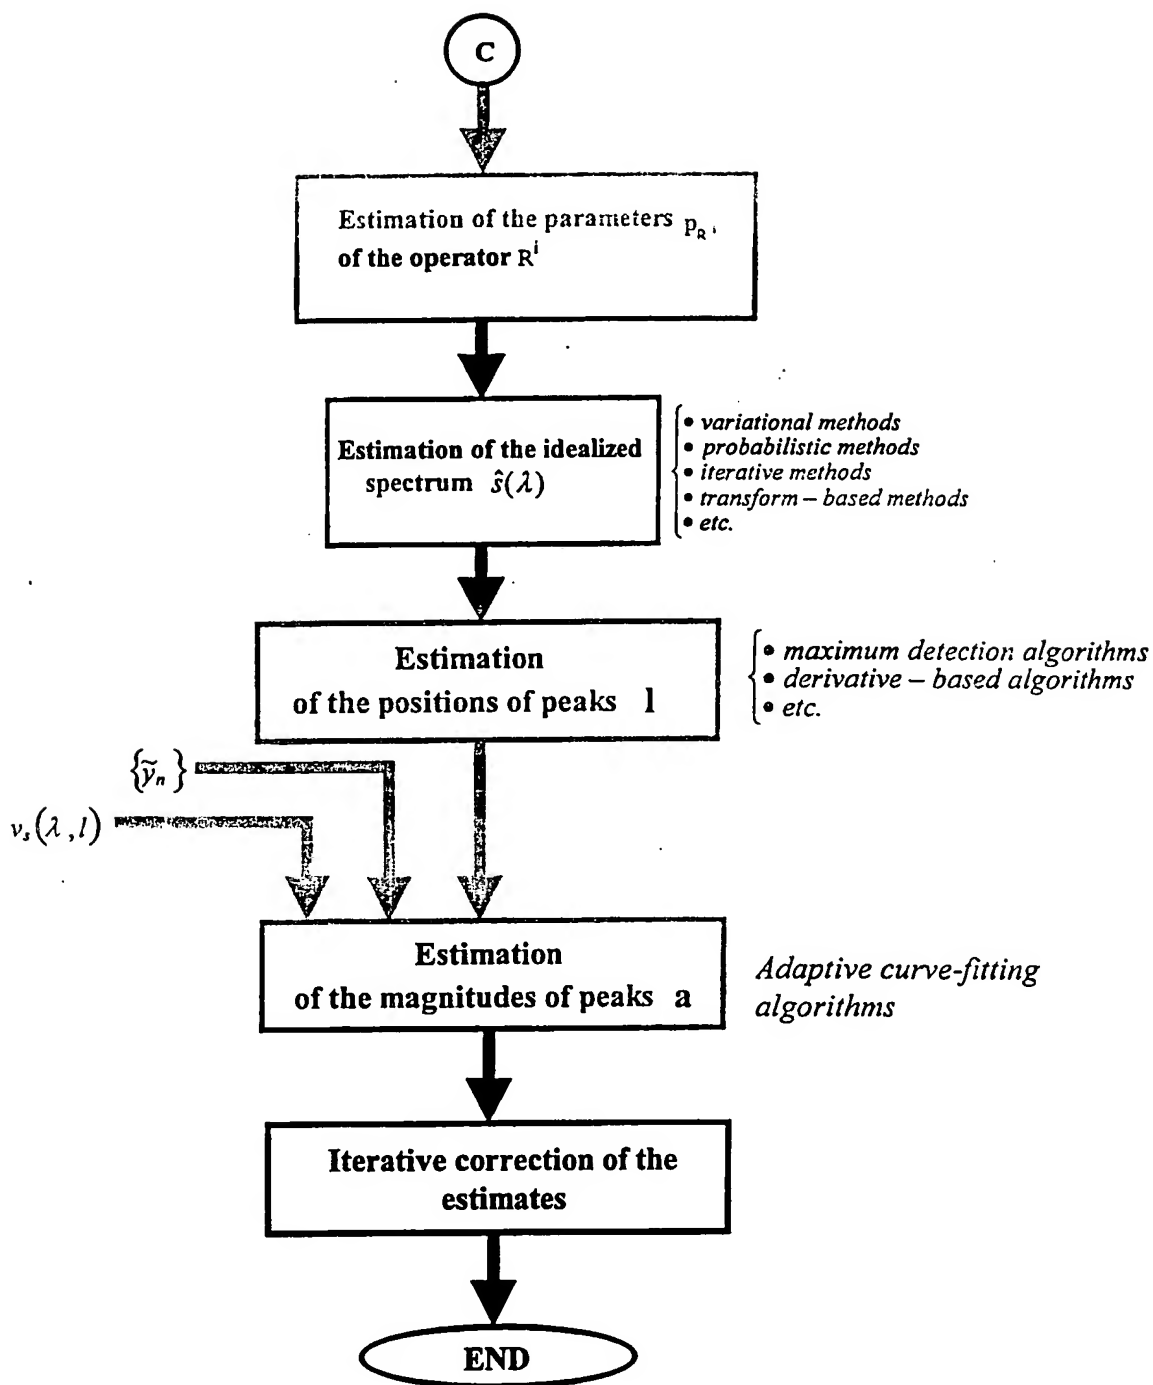 C
Estimation of the parameters p_R^i
of the operator R^i
Estimation of the idealized
spectrum ŝ(λ)
• variational methods
• probabilistic methods
• iterative methods
• transform – based methods
• etc.
Estimation
of the positions of peaks l
• maximum detection algorithms
• derivative – based algorithms
• etc.
{ỹ_n}
v_s(λ, l)
Estimation
of the magnitudes of peaks a
Adaptive curve-fitting
algorithms
Iterative correction of the
estimates
END